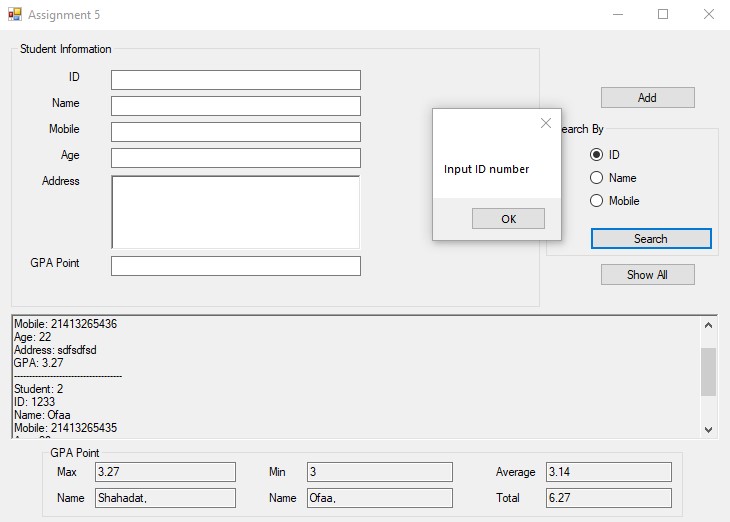 Assignment 5
Student Information
ID
Name
Mobile
Age
Address
GPA Point
Add
earch By
ID
Name
Mobile
Search
Show All
Input ID number
OK
Mobile: 21413265436
Age: 22
Address: sdfsdfsd
GPA: 3.27
------------------------------------
Student: 2
ID: 1233
Name: Ofaa
Mobile: 21413265435
GPA Point
Max 3.27 Min 3 Average 3.14
Name Shahadat, Name Ofaa, Total 6.27